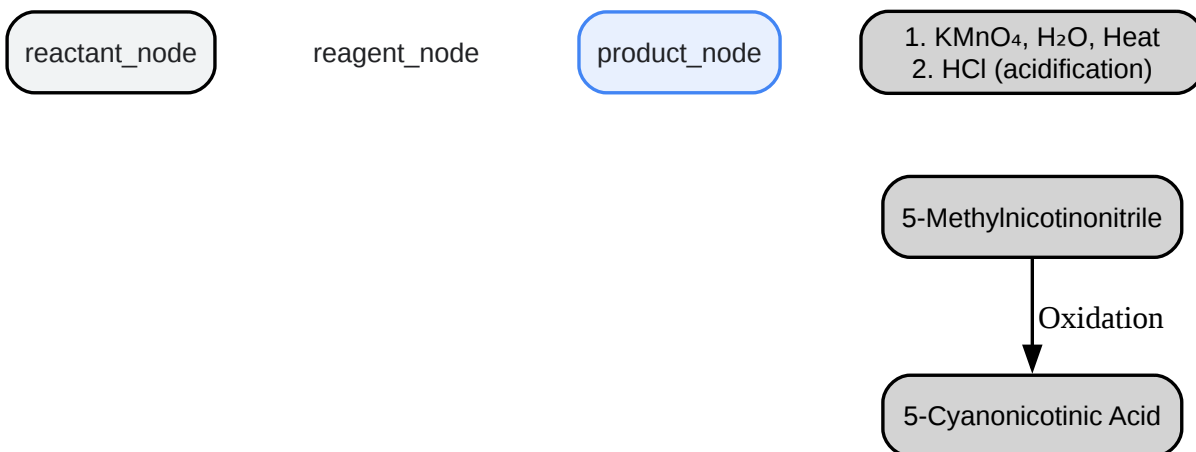 reactant_node
reagent_node
product_node
1. KMnO₄, H₂O, Heat
2. HCl (acidification)
5-Methylnicotinonitrile
Oxidation
5-Cyanonicotinic Acid